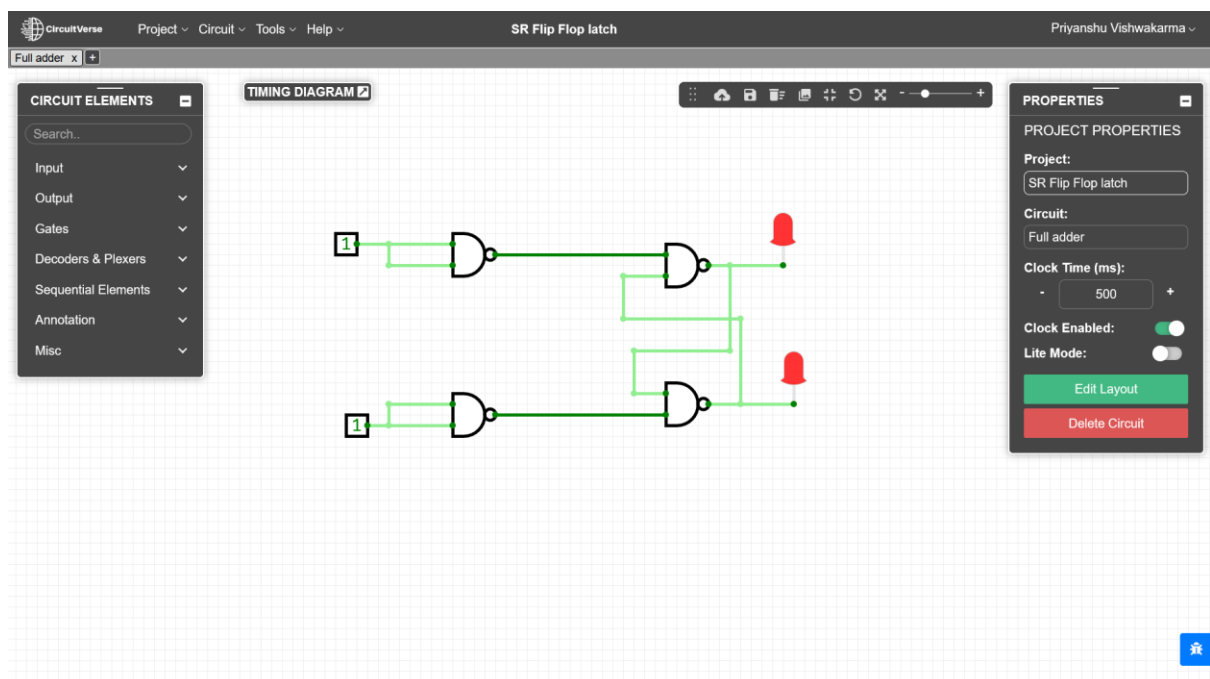 CircuitVerse Project Circuit Tools Help SR Flip Flop latch Priyanshu Vishwakarma
Full adder x +
CIRCUIT ELEMENTS
Search..
Input
Output
Gates
Decoders & Plexers
Sequential Elements
Annotation
Misc
TIMING DIAGRAM
- +
1
1
PROPERTIES
PROJECT PROPERTIES
Project:
SR Flip Flop latch
Circuit:
Full adder
Clock Time (ms):
- 500 +
Clock Enabled:
Lite Mode:
Edit Layout
Delete Circuit